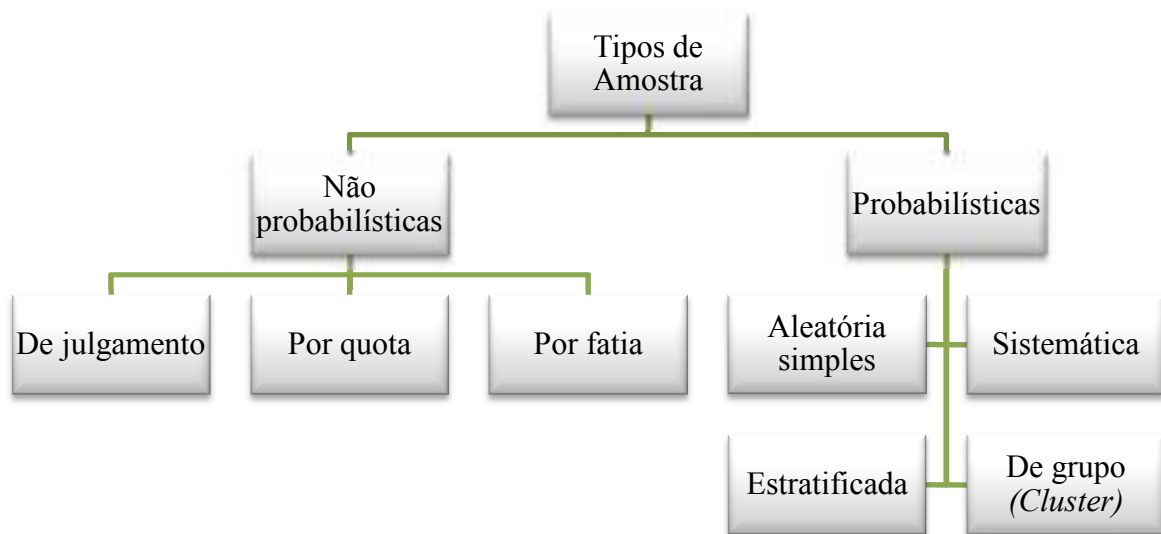 Tipos de
Amostra
Não
probabilísticas
Probabilísticas
De julgamento
Por quota
Por fatia
Aleatória
simples
Sistemática
Estratificada
De grupo
(Cluster)